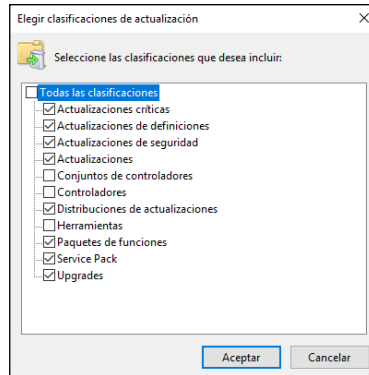 Elegir clasificaciones de actualización
Seleccione las clasificaciones que desea incluir:
Todas las clasificaciones
Actualizaciones críticas
Actualizaciones de definiciones
Actualizaciones de seguridad
Actualizaciones
Conjuntos de controladores
Controladores
Distribuciones de actualizaciones
Herramientas
Paquetes de funciones
Service Pack
Upgrades
Aceptar Cancelar